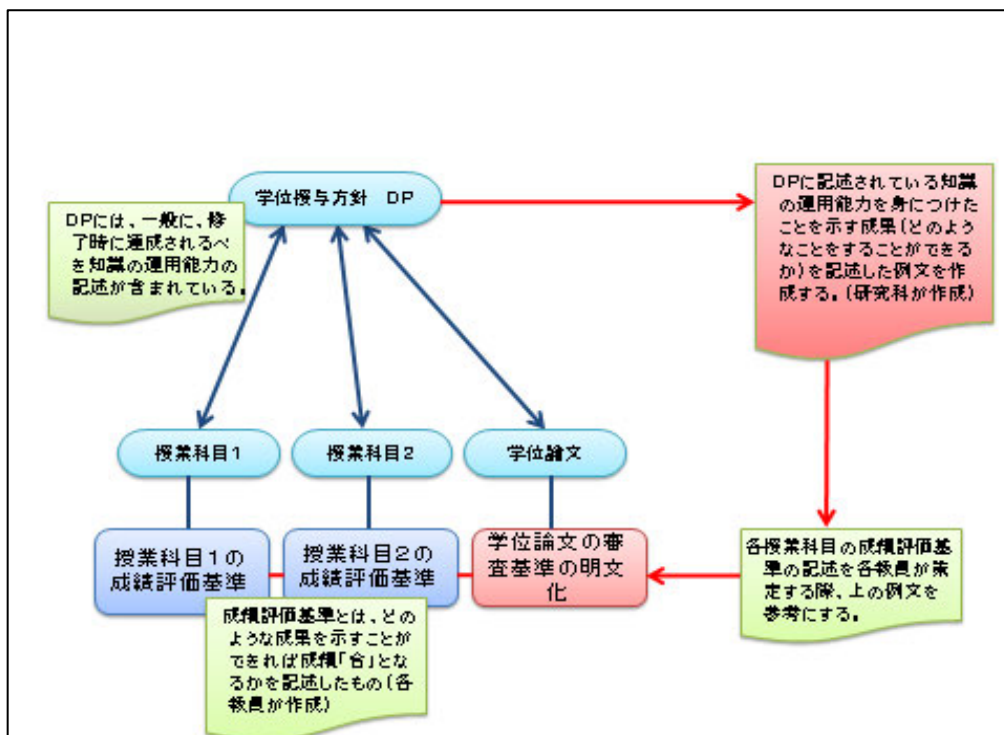 学位授与方針 DP
DPには、一般に、修
了時に達成されるべ
き知識の運用能力の
記述が含まれている。
DPに記述されている知識
の運用能力を身につけた
ことを示す成果(どのよう
なことをすることができる
か)を記述した例文を作
成する。(研究科が作成)
授業科目1
授業科目2
学位論文
授業科目1の
成績評価基準
授業科目2の
成績評価基準
学位論文の審
査基準の明文
化
各授業科目の成績評価基
準の記述を各教員が策
定する際、上の例文を
参考にする。
成績評価基準とは、どの
ような成果を示すことが
できれば成績「合」とな
るかを記述したもの(各
教員が作成)